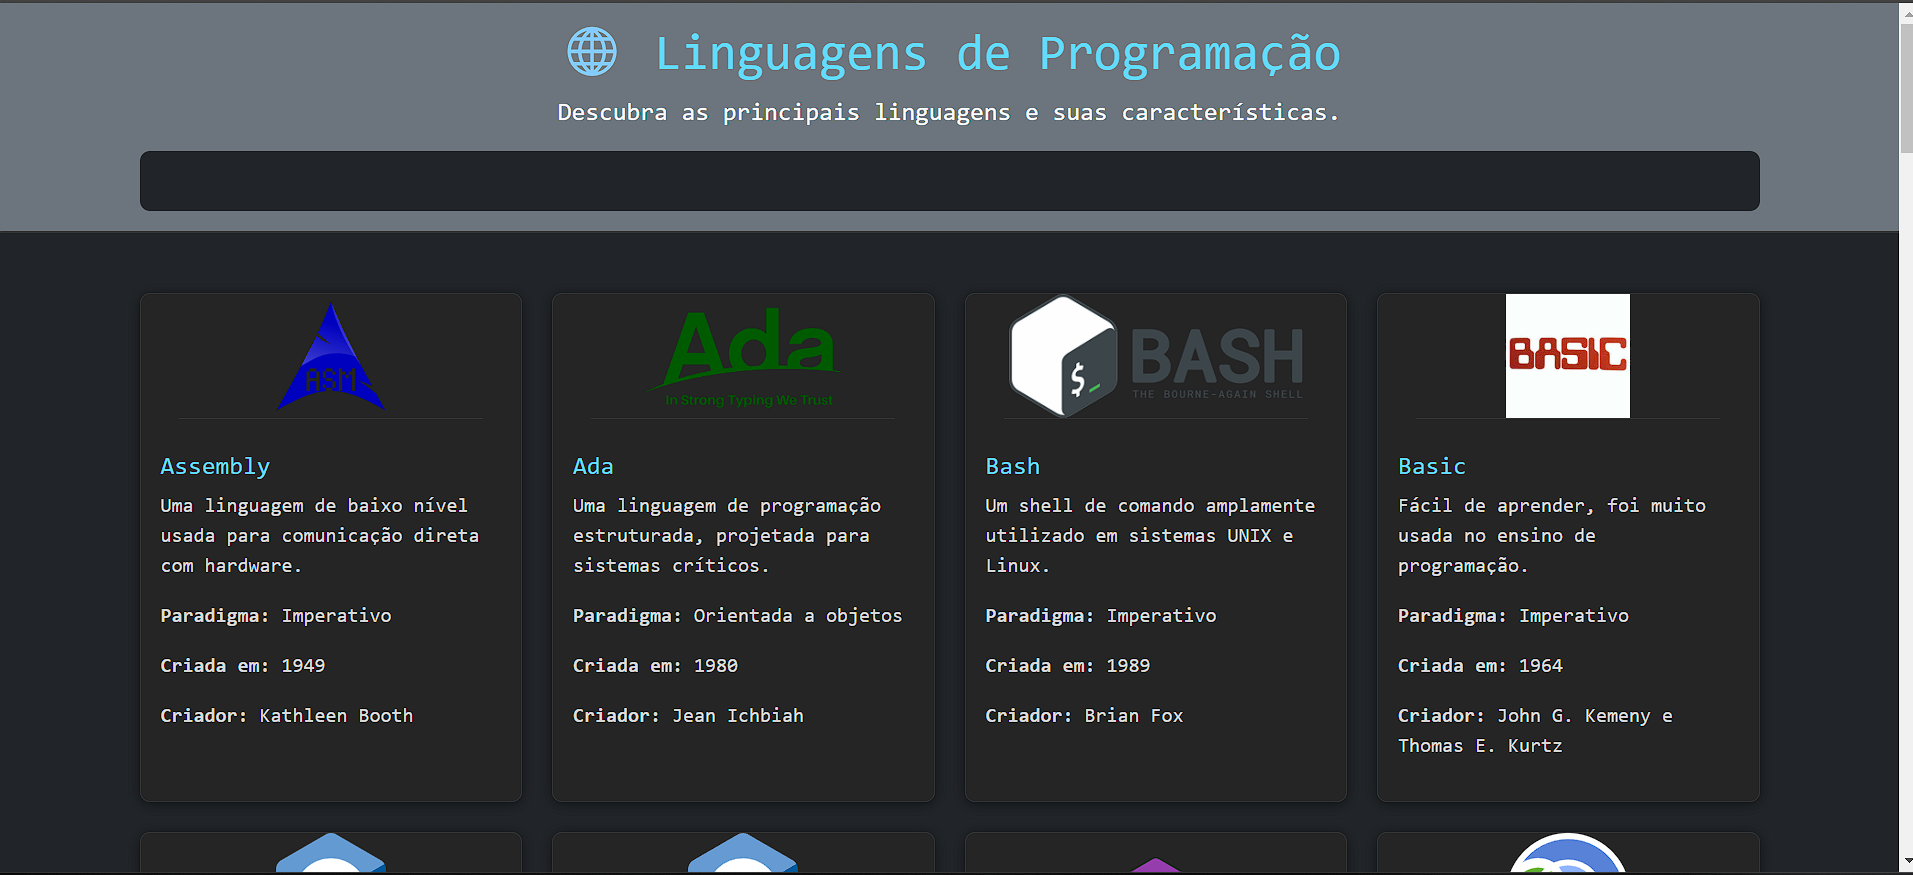 Linguagens de Programação
Descubra as principais linguagens e suas características.
ASM
Ada
In Strong Typing We Trust
$_
BASH
THE BOURNE-AGAIN SHELL
BASIC
Assembly
Uma linguagem de baixo nível
usada para comunicação direta
com hardware.
Paradigma: Imperativo
Criada em: 1949
Criador: Kathleen Booth
Ada
Uma linguagem de programação
estruturada, projetada para
sistemas críticos.
Paradigma: Orientada a objetos
Criada em: 1980
Criador: Jean Ichbiah
Bash
Um shell de comando amplamente
utilizado em sistemas UNIX e
Linux.
Paradigma: Imperativo
Criada em: 1989
Criador: Brian Fox
Basic
Fácil de aprender, foi muito
usada no ensino de
programação.
Paradigma: Imperativo
Criada em: 1964
Criador: John G. Kemeny e
Thomas E. Kurtz